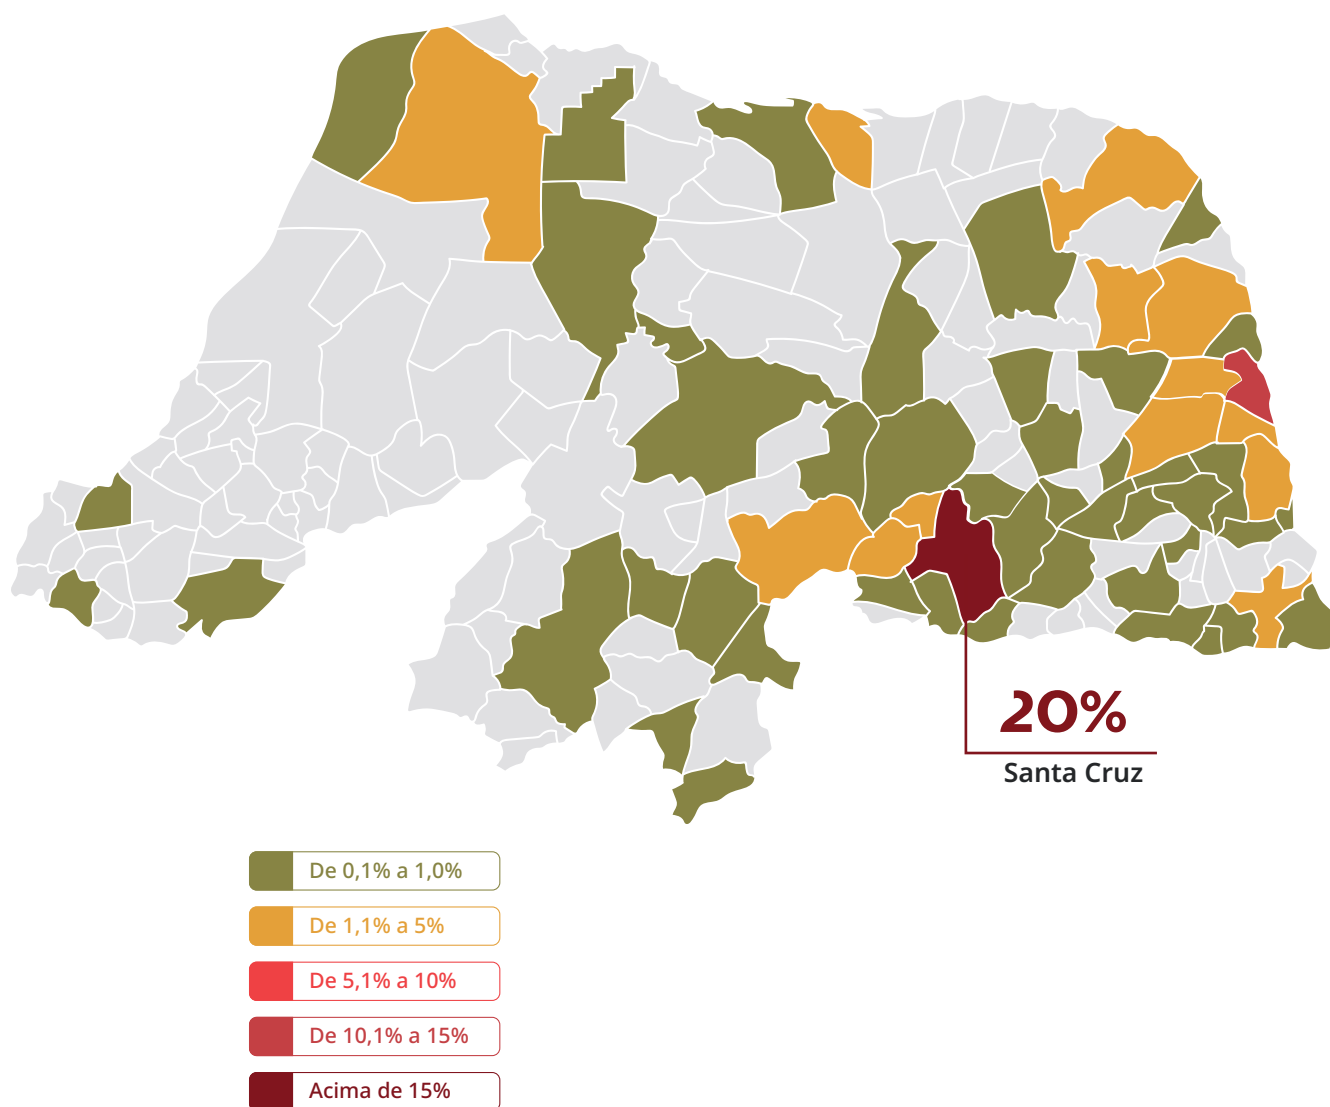 20%
Santa Cruz
De 0,1% a 1,0%
De 1,1% a 5%
De 5,1% a 10%
De 10,1% a 15%
Acima de 15%